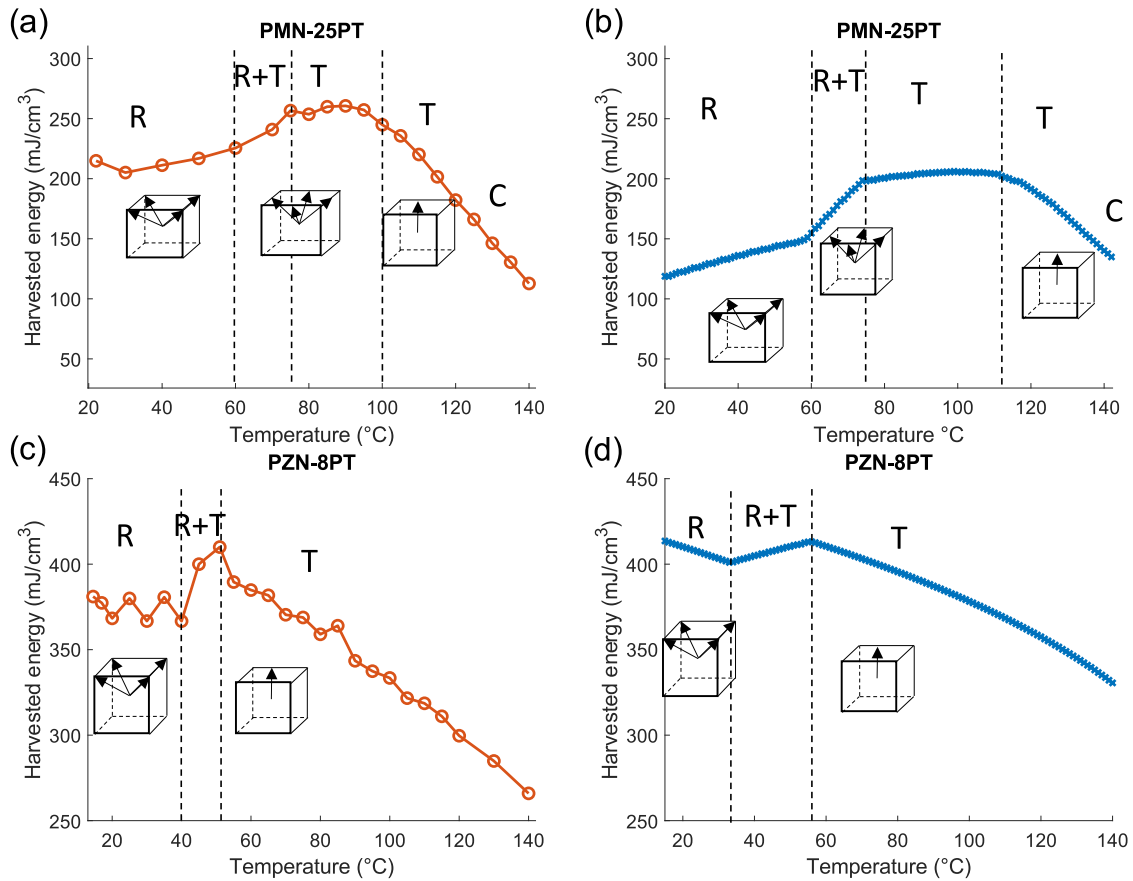 (a)
PMN-25PT
Harvested energy (mJ/cm³)
300
250
200
150
100
50
R
R+T
T
T
C
20 40 60 80 100 120 140
Temperature (°C)
(b)
PMN-25PT
Harvested energy (mJ/cm³)
300
250
200
150
100
50
R
R+T
T
T
C
20 40 60 80 100 120 140
Temperature °C
(c)
PZN-8PT
Harvested energy (mJ/cm³)
450
400
350
300
250
R
R+T
T
20 40 60 80 100 120 140
Temperature (°C)
(d)
PZN-8PT
Harvested energy (mJ/cm³)
450
400
350
300
250
R
R+T
T
20 40 60 80 100 120 140
Temperature (°C)